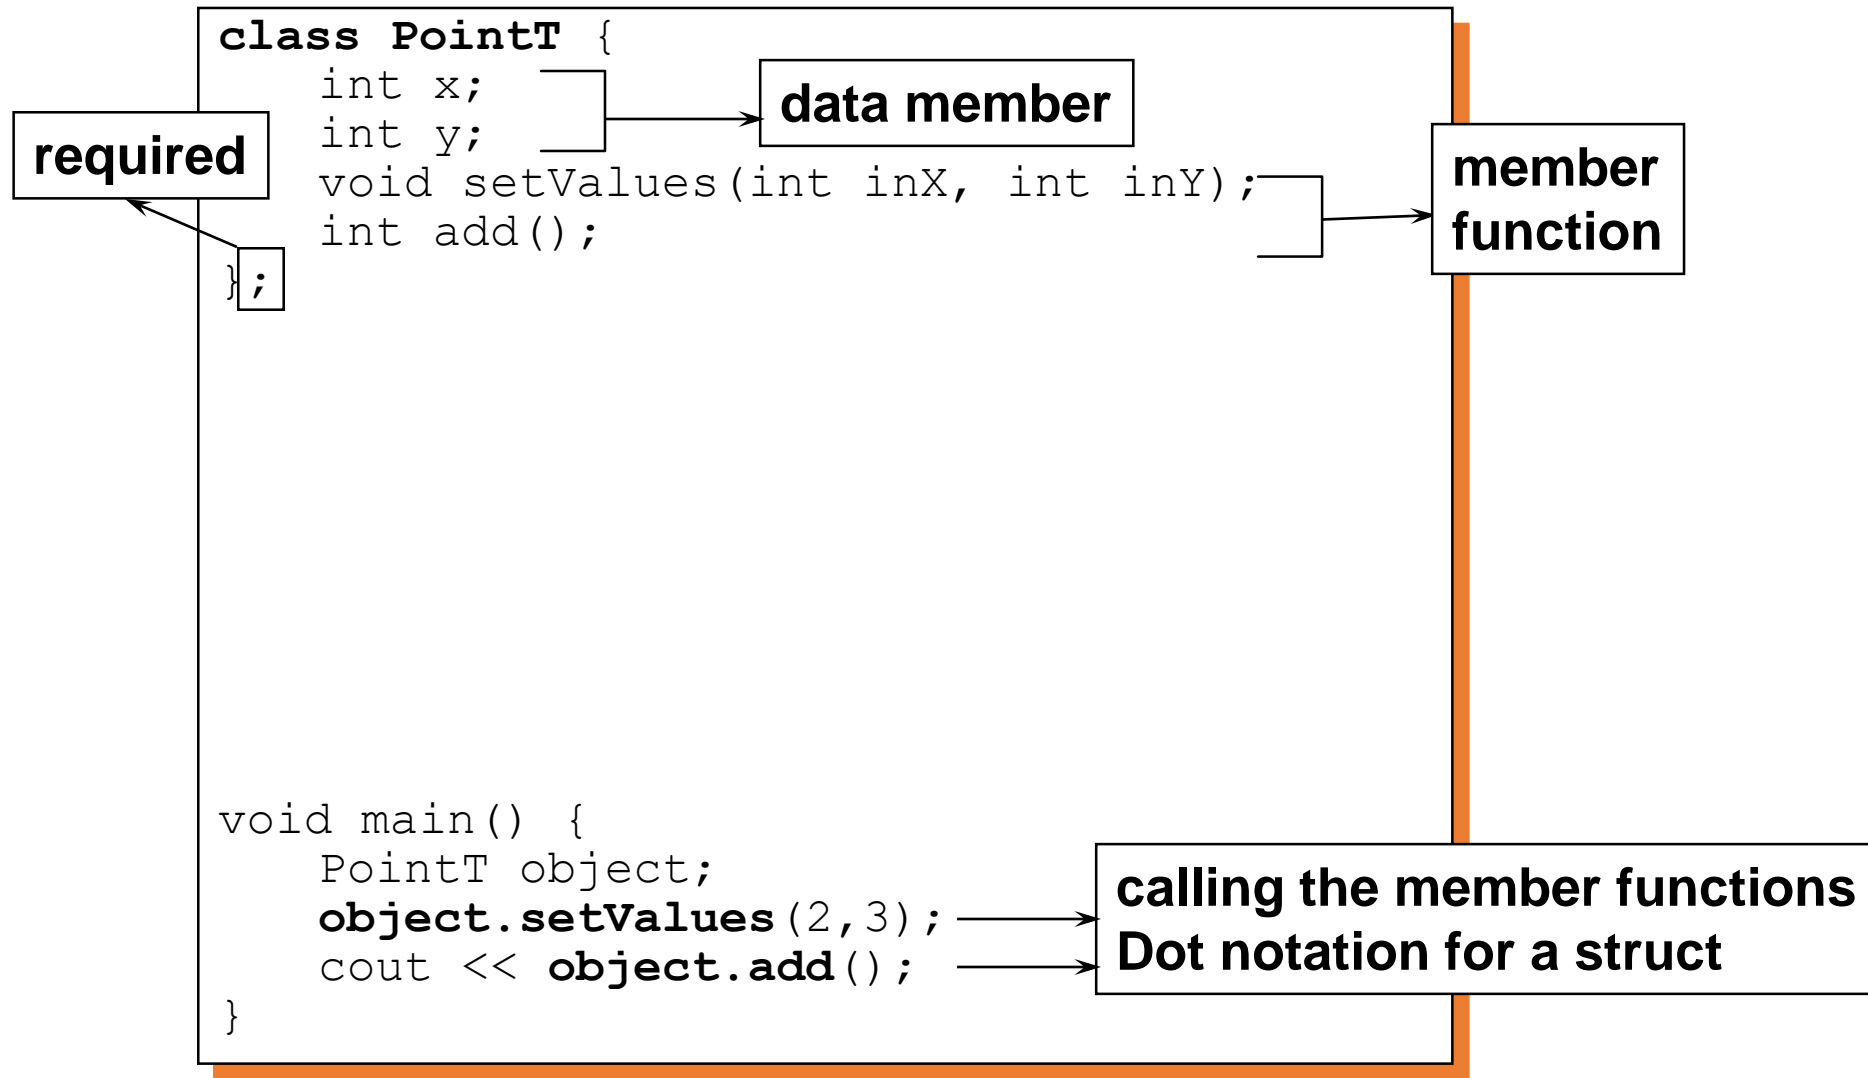 class PointT {
int x;
int y;
void setValues(int inX, int inY);
int add();
};
required
data member
member
function
void main() {
PointT object;
object.setValues(2,3);
cout << object.add();
}
calling the member functions
Dot notation for a struct